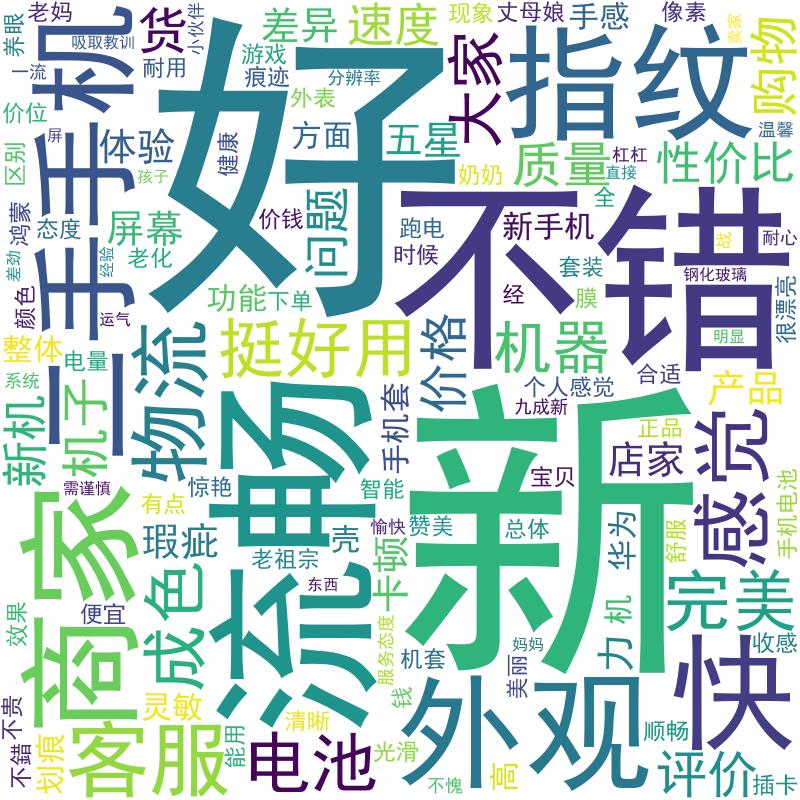 老妈
养眼
吸取教训
小伙伴
货
一流
耐用
二手手机
价位
区别
屏
体验
孩子
好
差异
游戏
痕迹
外表
分辨率
速度
现象
丈母娘
手感
像素
卖家
大家
指纹
购物
温馨
方面
五星
健康
质量
奶奶
杠杠
直接
性价比
全
颜色
鸿蒙
态度
差劲
经验
屏幕
老化
运气
价钱
问题
跑电
时候
不错
新手机
套装
经
膜
战
耐心
钢化玻璃
很漂亮
明显
功能
下单
整体
电量
系统
物流
挺好用
价格
机器
个人感觉
合适
九成新
产品
正品
新机
机子
需谨慎
流畅
手机套
新
宝贝
店家
感觉
手机电池
惊艳
有点
智能
商家
瑕疵
老祖宗
壳
愉快
赞美
总体
华为
舒服
卡顿
东西
成色
便宜
效果
服务态度
机
力
完美
收感
妈妈
美丽
机套
快
不贵
不錯
划痕
灵敏
客服
能用
清晰
电池
光滑
钱
外观
不愧
高
顺畅
评价
插卡